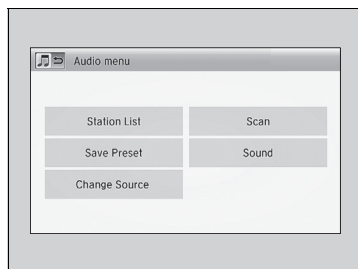 Audio menu
Station List
Scan
Save Preset
Sound
Change Source